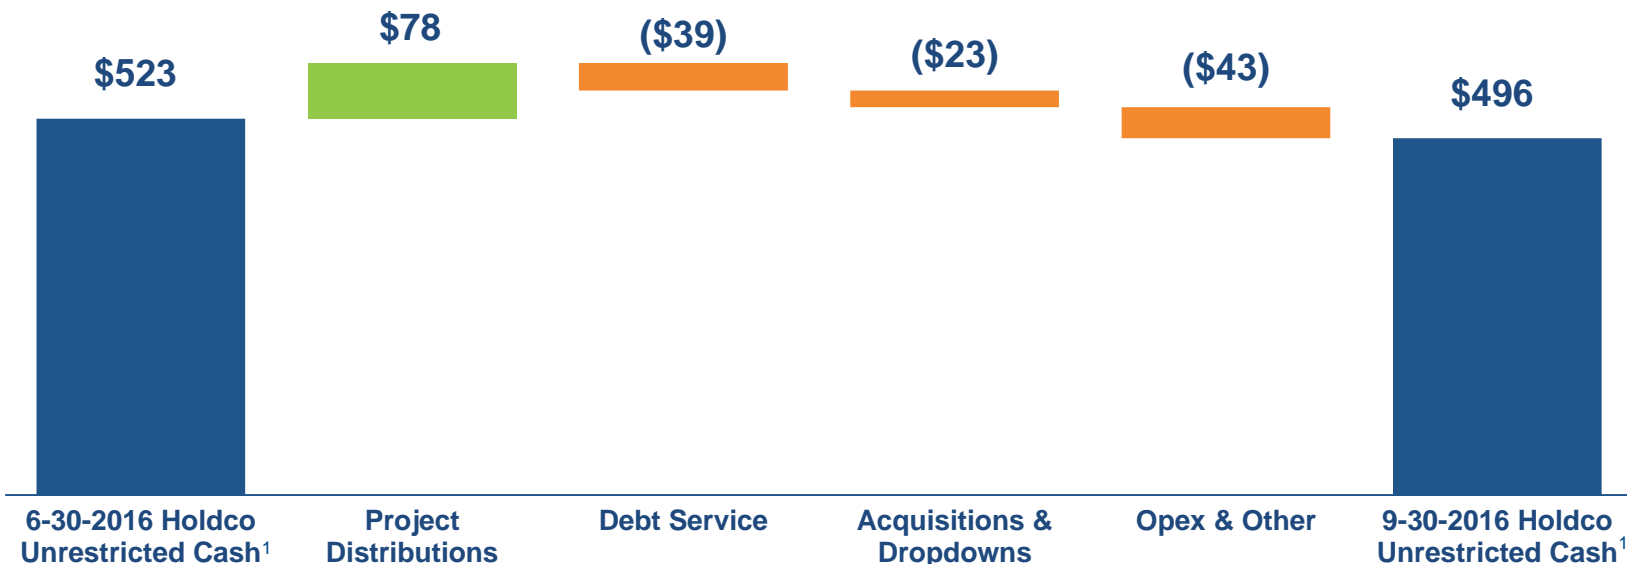 $523
$78
($39)
($23)
($43)
$496
6-30-2016 Holdco
Unrestricted Cash1
Project
Distributions
Debt Service
Acquisitions &
Dropdowns
Opex & Other
9-30-2016 Holdco
Unrestricted Cash1